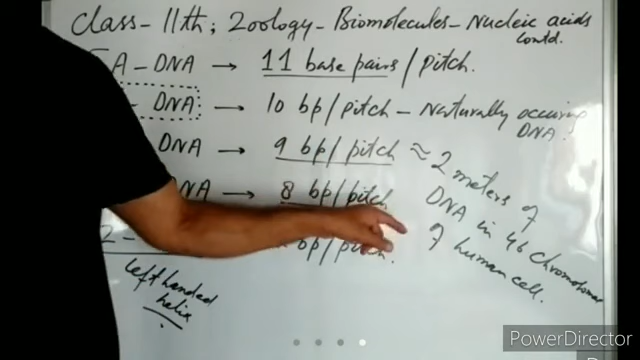 Class - 11th; Zoology - Biomolecules - Nucleic acids
contd.
A - DNA → 11 base pairs / pitch.
- DNA → 10 bp / pitch - Naturally occuring
DNA.
DNA → 9 bp / pitch
DNA → 8 bp / pitch
Z -
bp / pitch.
≈ 2 meters of
DNA in 46 chromosomes
of human cell.
left handed
helix
PowerDirector
PowerDirector